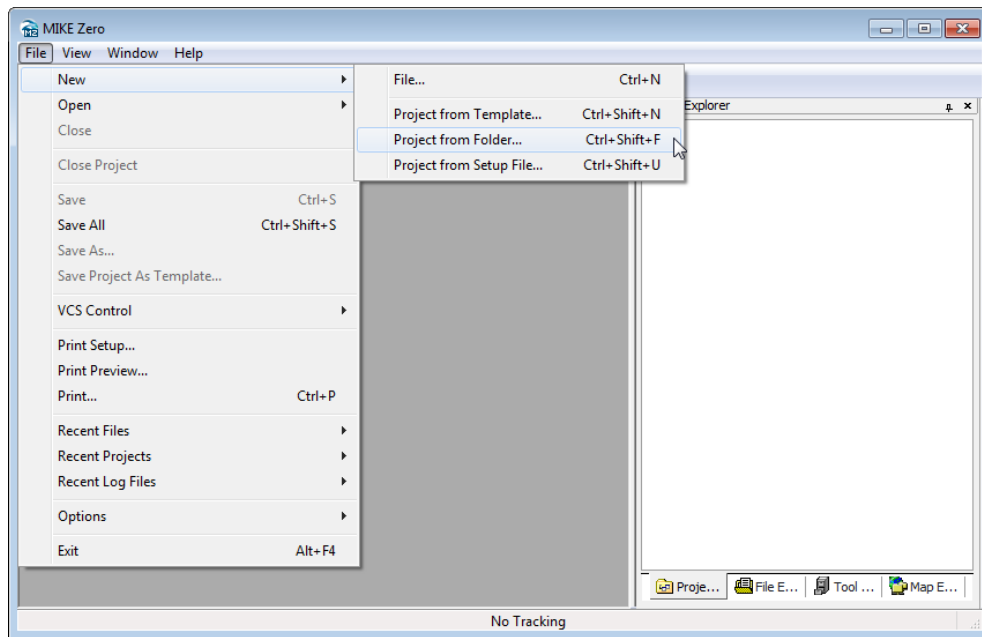 MIKE Zero
File View Window Help
New
Open
Close
Close Project
Save Ctrl+S
Save All Ctrl+Shift+S
Save As...
Save Project As Template...
VCS Control
Print Setup...
Print Preview...
Print... Ctrl+P
Recent Files
Recent Projects
Recent Log Files
Options
Exit Alt+F4
File... Ctrl+N
Project from Template... Ctrl+Shift+N
Project from Folder... Ctrl+Shift+F
Project from Setup File... Ctrl+Shift+U
Explorer
Proje... File E... Tool ... Map E...
No Tracking